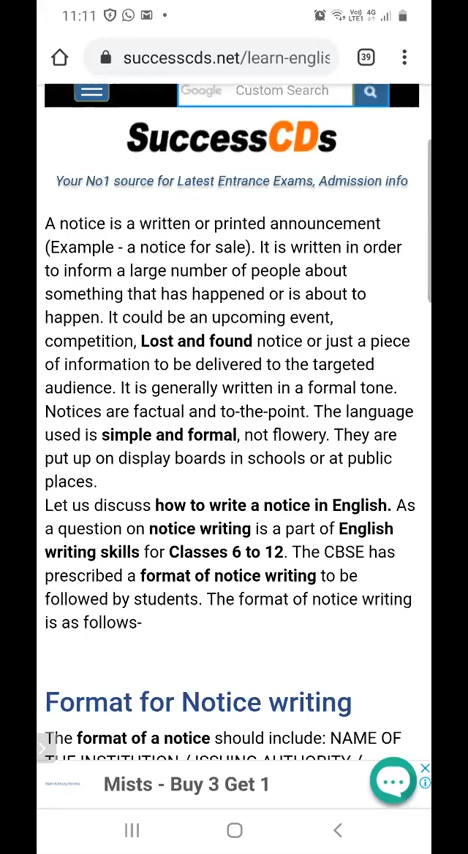 11:11
Vo)) 4G
LTE1
successcds.net/learn-englis
39
Google Custom Search
SuccessCDs
Your No1 source for Latest Entrance Exams, Admission info
A notice is a written or printed announcement
(Example - a notice for sale). It is written in order
to inform a large number of people about
something that has happened or is about to
happen. It could be an upcoming event,
competition, Lost and found notice or just a piece
of information to be delivered to the targeted
audience. It is generally written in a formal tone.
Notices are factual and to-the-point. The language
used is simple and formal, not flowery. They are
put up on display boards in schools or at public
places.
Let us discuss how to write a notice in English. As
a question on notice writing is a part of English
writing skills for Classes 6 to 12. The CBSE has
prescribed a format of notice writing to be
followed by students. The format of notice writing
is as follows-
Format for Notice writing
The format of a notice should include: NAME OF
THE INSTITUTION / ISSUING AUTHORITY /
Mists - Buy 3 Get 1